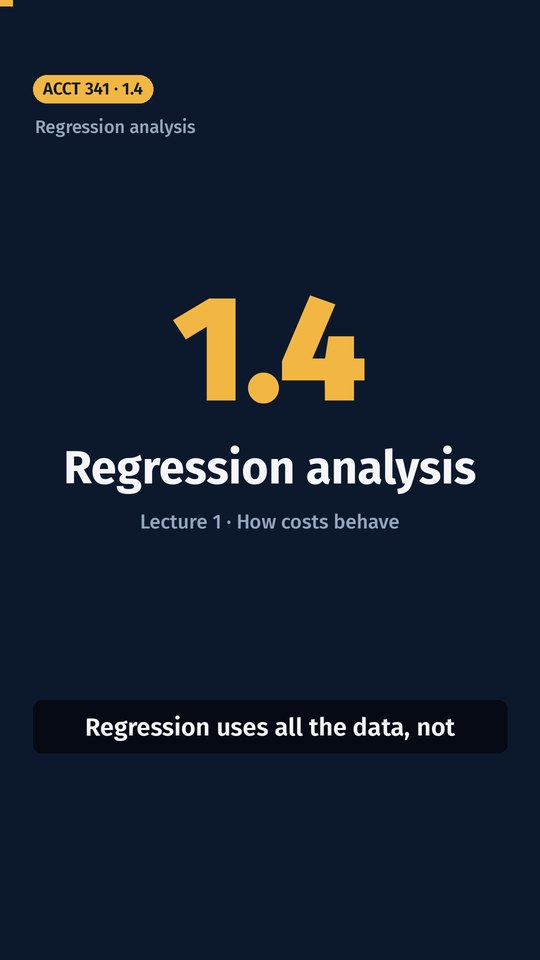 ACCT 341 · 1.4
Regression analysis
1.4
Regression analysis
Lecture 1 · How costs behave
Regression uses all the data, not